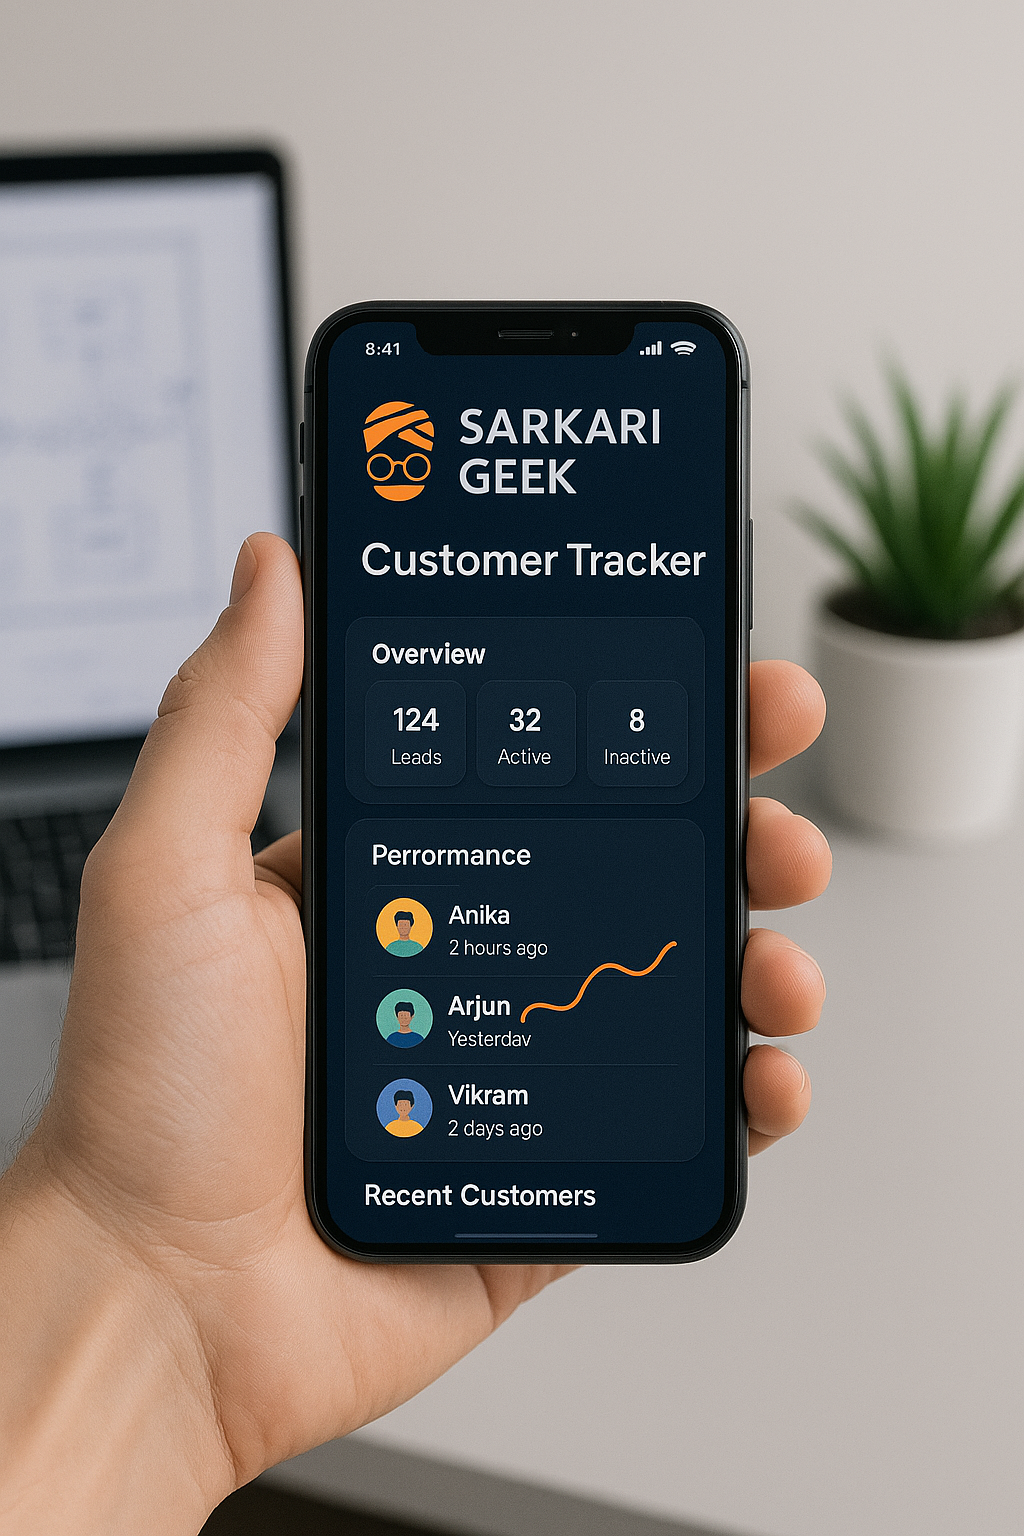 8:41
SARKARI
GEEK
Customer Tracker
Overview
124
Leads
32
Active
8
Inactive
Perrormance
Anika
2 hours ago
Arjun
Yesterdav
Vikram
2 days ago
Recent Customers